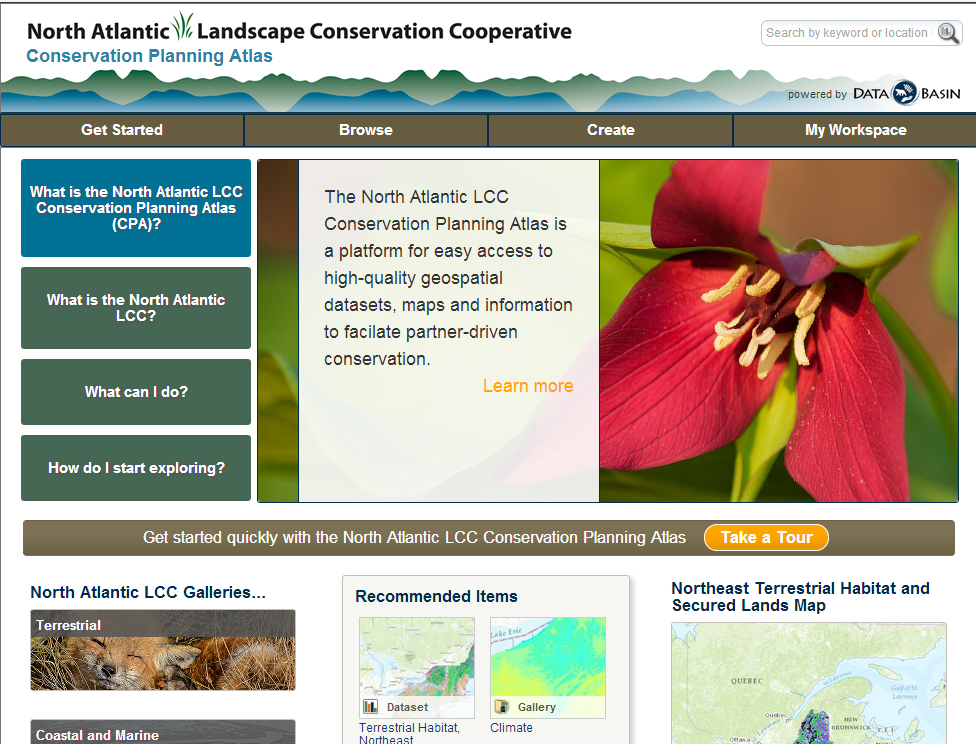 North Atlantic Landscape Conservation Cooperative
Conservation Planning Atlas
Search by keyword or location
powered by DATA BASIN
Get Started
Browse
Create
My Workspace
What is the North Atlantic LCC
Conservation Planning Atlas
(CPA)?
What is the North Atlantic
LCC?
What can I do?
How do I start exploring?
The North Atlantic LCC
Conservation Planning Atlas is
a platform for easy access to
high-quality geospatial
datasets, maps and information
to facilate partner-driven
conservation.
Learn more
Get started quickly with the North Atlantic LCC Conservation Planning Atlas
Take a Tour
North Atlantic LCC Galleries...
Terrestrial
Coastal and Marine
Recommended Items
Dataset
Terrestrial Habitat,
Northeast
Lake Erie
Gallery
Climate
Northeast Terrestrial Habitat and
Secured Lands Map
QUEBEC
St Lawrence
Gulf of St.
Lawrence
Quebec
NEW
BRUNSWICK
P.E.I.
Ottawa